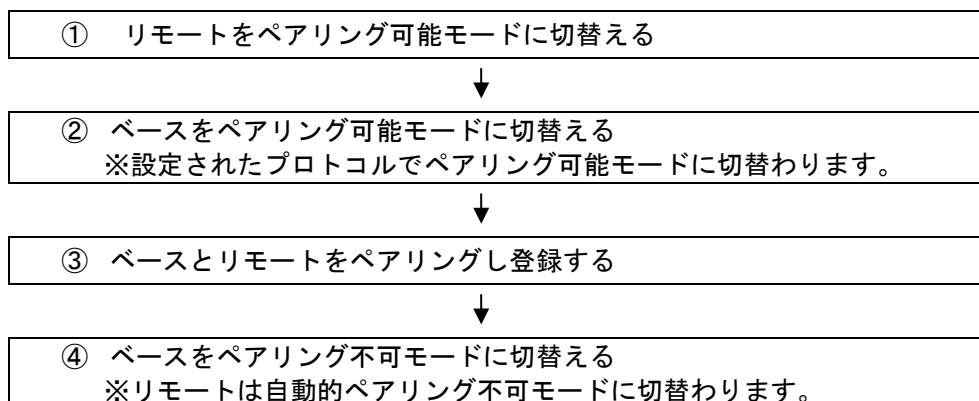 ① リモートをペアリング可能モードに切替える
② ベースをペアリング可能モードに切替える
※設定されたプロトコルでペアリング可能モードに切替わります。
③ ベースとリモートをペアリングし登録する
④ ベースをペアリング不可モードに切替える
※リモートは自動的ペアリング不可モードに切替わります。